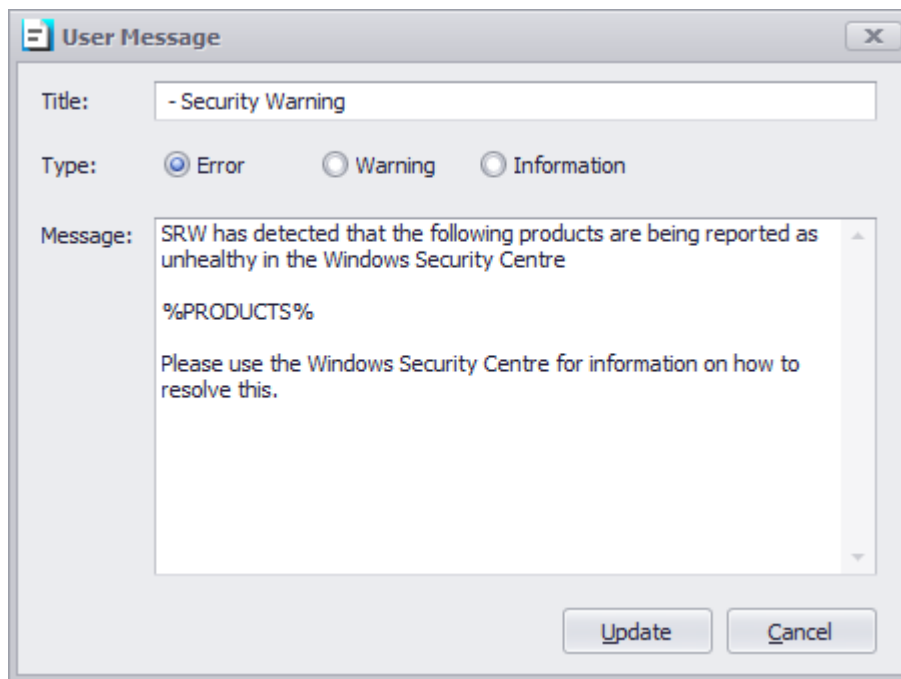 User Message
Title: - Security Warning
Type: Error Warning Information
Message: SRW has detected that the following products are being reported as
unhealthy in the Windows Security Centre
%PRODUCTS%
Please use the Windows Security Centre for information on how to
resolve this.
Update Cancel